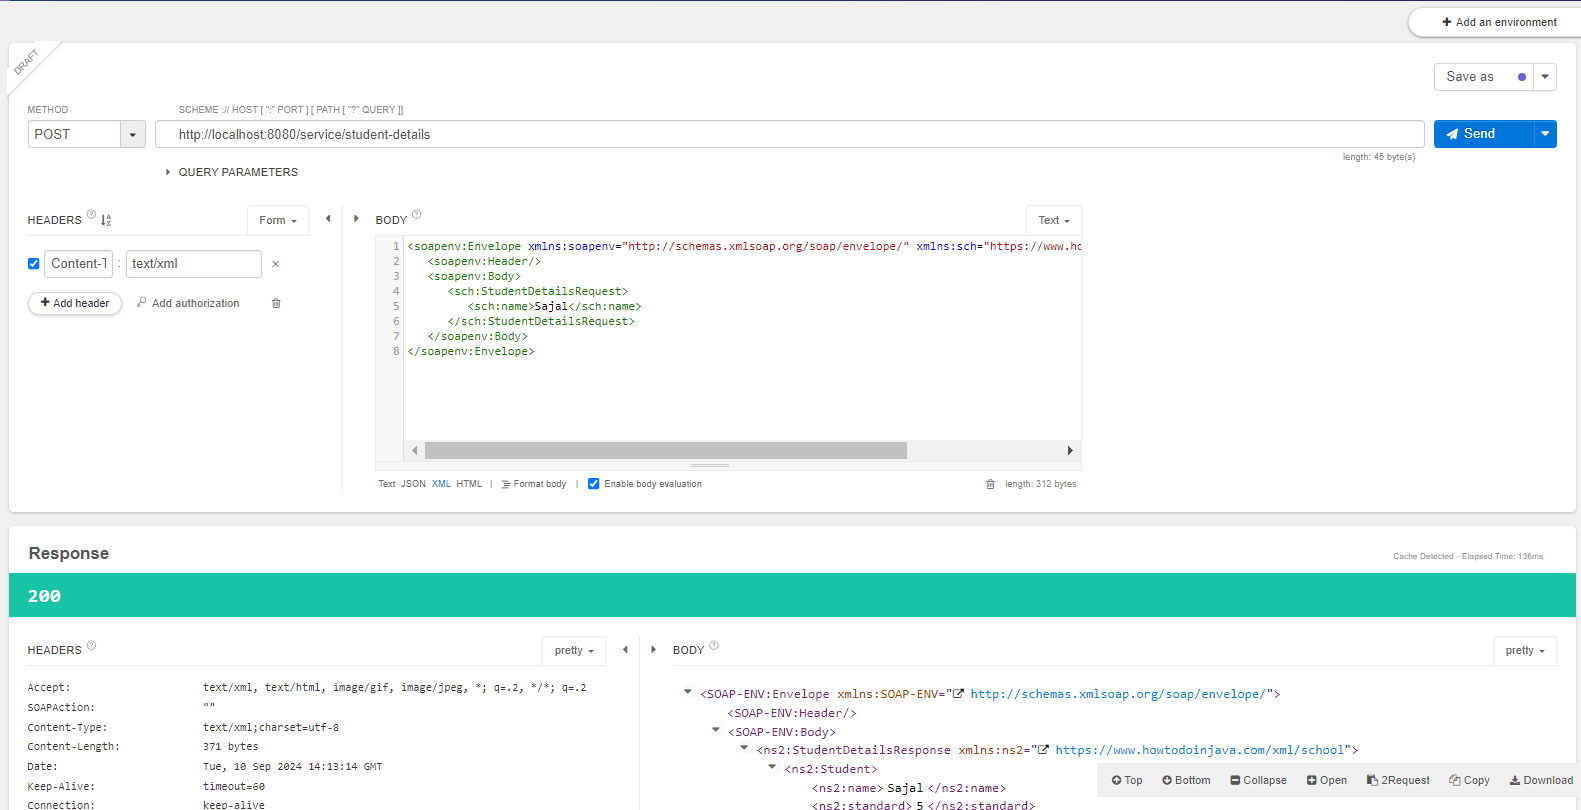 + Add an environment
DRAFT
Save as
METHOD
SCHEME :// HOST [ ":" PORT ] [ PATH [ "?" QUERY ]]
POST
http://localhost:8080/service/student-details
Send
length: 45 byte(s)
QUERY PARAMETERS
HEADERS
Form
BODY
Text
Content-T : text/xml ×
+ Add header
Add authorization
1 <soapenv:Envelope xmlns:soapenv="http://schemas.xmlsoap.org/soap/envelope/" xmlns:sch="https://www.ho
2 <soapenv:Header/>
3 <soapenv:Body>
4 <sch:StudentDetailsRequest>
5 <sch:name>Sajal</sch:name>
6 </sch:StudentDetailsRequest>
7 </soapenv:Body>
8 </soapenv:Envelope>
Text JSON XML HTML | Format body | Enable body evaluation
length: 312 bytes
Response
Cache Detected - Elapsed Time: 136ms
200
HEADERS
pretty
Accept: text/xml, text/html, image/gif, image/jpeg, *; q=.2, */*; q=.2
SOAPAction: ""
Content-Type: text/xml;charset=utf-8
Content-Length: 371 bytes
Date: Tue, 10 Sep 2024 14:13:14 GMT
Keep-Alive: timeout=60
Connection: keep-alive
BODY
pretty
<SOAP-ENV:Envelope xmlns:SOAP-ENV="http://schemas.xmlsoap.org/soap/envelope/">
<SOAP-ENV:Header/>
<SOAP-ENV:Body>
<ns2:StudentDetailsResponse xmlns:ns2="https://www.howtodoinjava.com/xml/school">
<ns2:Student>
<ns2:name>Sajal</ns2:name>
<ns2:standard>5</ns2:standard>
Top Bottom Collapse Open 2Request Copy Download